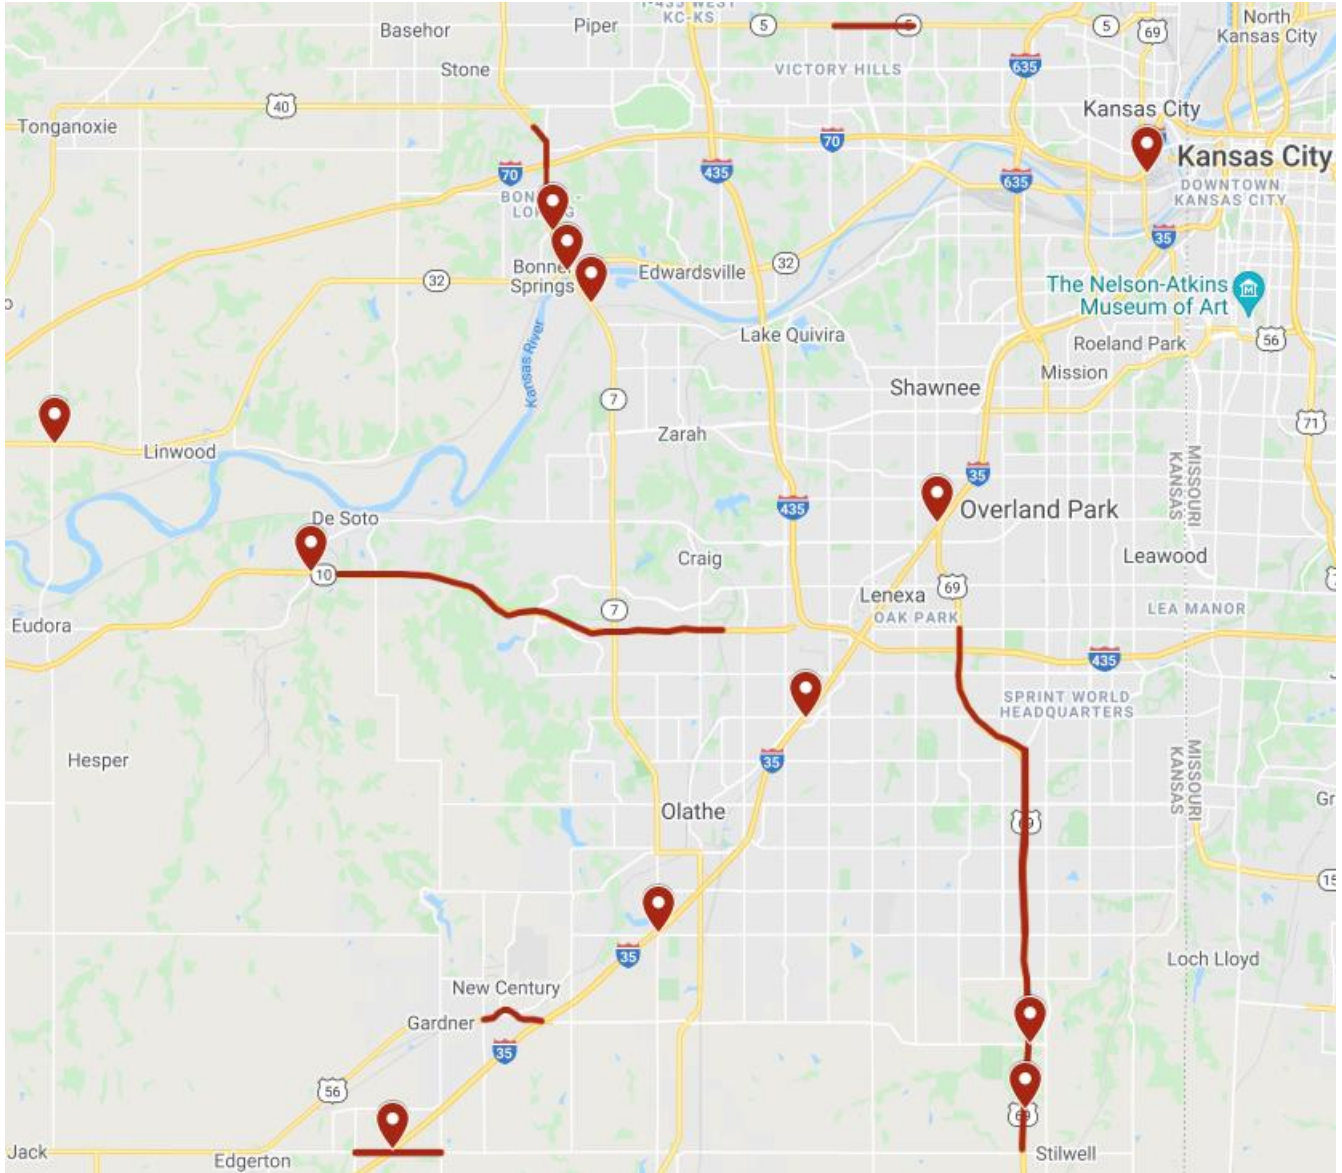 I-435 WEST
KC-KS
North
Kansas City
Basehor
Piper
5
5
5
69
Stone
VICTORY HILLS
635
40
Kansas City
Tonganoxie
70
Kansas City
70
435
635
DOWNTOWN
KANSAS CITY
35
32
Edwardsville
32
Bonner
Springs
The Nelson-Atkins
Museum of Art
Kansas River
Lake Quivira
56
Roeland Park
Mission
Shawnee
7
71
Zarah
Linwood
MISSOURI
KANSAS
35
435
De Soto
Overland Park
Craig
Leawood
10
69
Lenexa
7
LEA MANOR
Eudora
OAK PARK
435
SPRINT WORLD
HEADQUARTERS
Hesper
35
MISSOURI
KANSAS
Olathe
69
Gr
15
35
Loch Lloyd
New Century
Gardner
35
56
69
Jack
Edgerton
Stilwell